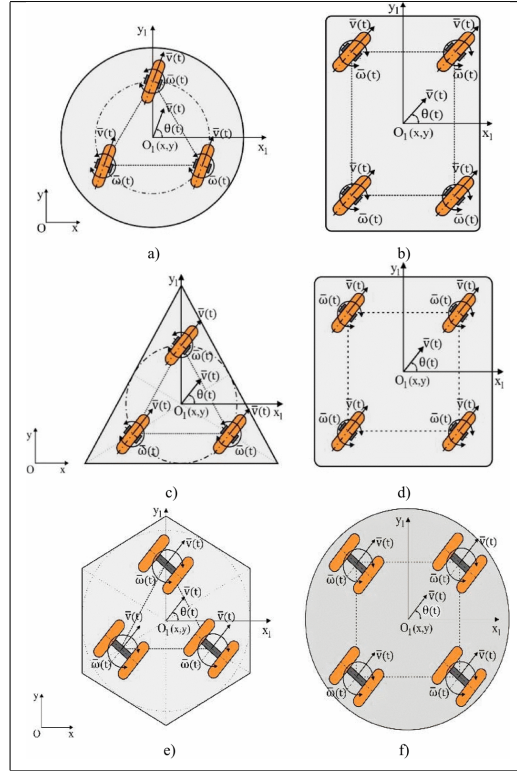 y₁
v̅(t)
ω̅(t)
v̅(t)
v̅(t) θ(t) v̅(t)
O₁(x,y) x₁
ω̅(t) ω̅(t)
y
O x
a)
y₁
v̅(t) v̅(t)
ω̅(t) v̅(t) ω̅(t)
θ(t)
O₁(x,y) x₁
v̅(t) v̅(t)
ω̅(t) ω̅(t)
b)
y₁
v̅(t)
ω̅(t)
v̅(t)
θ(t)
v̅(t) O₁(x,y) v̅(t) x₁
ω̅(t) ω̅(t)
y
O x
c)
y₁
v̅(t) v̅(t)
ω̅(t) ω̅(t)
v̅(t)
θ(t)
O₁(x,y) x₁
v̅(t) v̅(t)
ω̅(t) ω̅(t)
d)
y₁
v̅(t)
ω̅(t)
v̅(t)
v̅(t) θ(t)
O₁(x,y) x₁
v̅(t)
ω̅(t) ω̅(t)
y
O x
e)
y₁
v̅(t) v̅(t)
ω̅(t) ω̅(t)
v̅(t)
θ(t)
O₁(x,y) x₁
v̅(t) v̅(t)
ω̅(t) ω̅(t)
f)